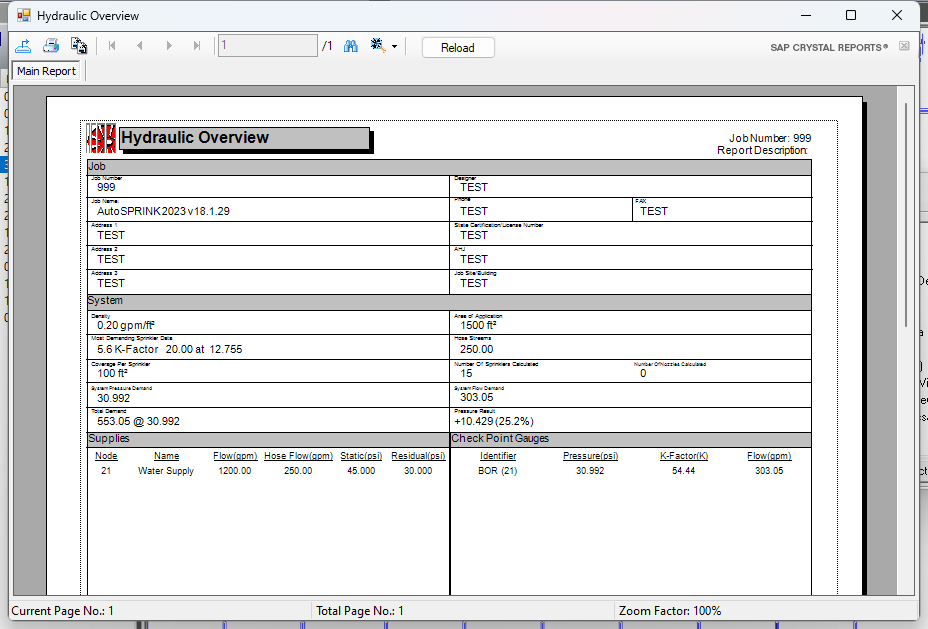 Hydraulic Overview
1 /1 Reload SAP CRYSTAL REPORTS®
Main Report
Hydraulic Overview
Job Number: 999
Report Description:
Job
Job Number Designer
999 TEST
Job Name: Phone FAX
AutoSPRINK 2023 v18.1.29 TEST TEST
Address 1 State Certification/License Number
TEST TEST
Address 2 AHJ
TEST TEST
Address 3 Job Site/Building
TEST TEST
System
Density Area of Application
0.20 gpm/ft² 1500 ft²
Most Demanding Sprinkler Data Hose Streams
5.6 K-Factor 20.00 at 12.755 250.00
Coverage Per Sprinkler Number Of Sprinklers Calculated Number Of Nozzles Calculated
100 ft² 15 0
System Pressure Demand System Flow Demand
30.992 303.05
Total Demand Pressure Result
553.05 @ 30.992 +10.429 (25.2%)
Supplies Check Point Gauges
Node Name Flow(gpm) Hose Flow(gpm) Static(psi) Residual(psi) Identifier Pressure(psi) K-Factor(K) Flow(gpm)
21 Water Supply 1200.00 250.00 45.000 30.000 BOR (21) 30.992 54.44 303.05
Current Page No.: 1 Total Page No.: 1 Zoom Factor: 100%